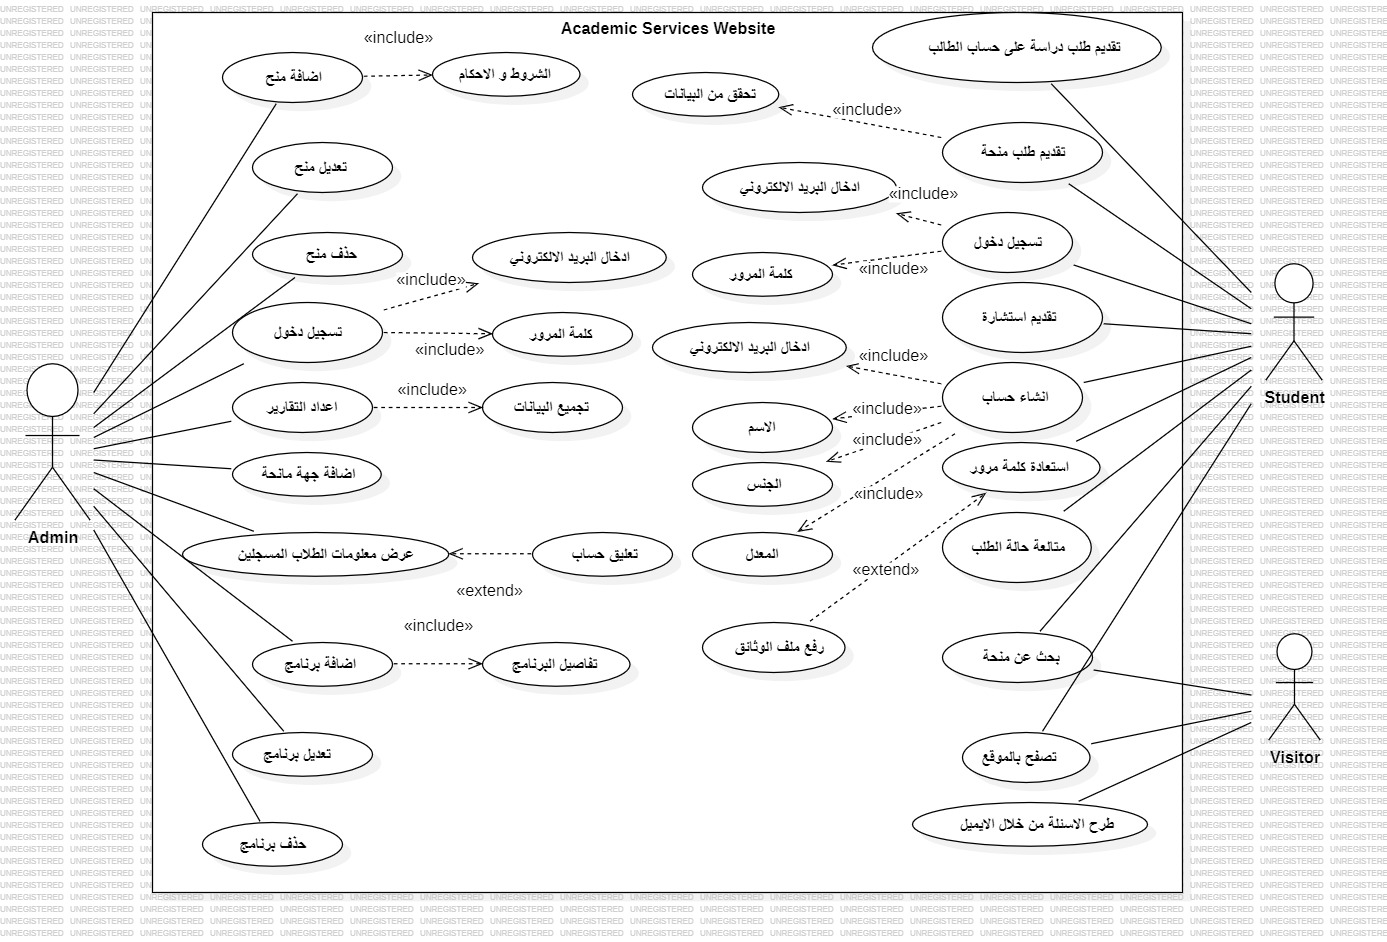 Academic Services Website
«include»
اضافة منح
الشروط و الاحكام
تعديل منح
حذف منح
ادخال البريد الالكتروني
«include»
تسجيل دخول
كلمة المرور
«include»
«include»
اعداد التقارير
تجميع البيانات
اضافة جهة مانحة
Admin
عرض معلومات الطلاب المسجلين
تعليق حساب
«extend»
«include»
اضافة برنامج
تفاصيل البرنامج
تعديل برنامج
حذف برنامج
تقديم طلب دراسة على حساب الطالب
تحقق من البيانات
«include»
تقديم طلب منحة
ادخال البريد الالكتروني
«include»
تسجيل دخول
كلمة المرور
«include»
تقديم استشارة
ادخال البريد الالكتروني
«include»
انشاء حساب
الاسم
«include»
«include»
استعادة كلمة مرور
الجنس
«include»
المعدل
متالعة حالة الطلب
«extend»
رفع ملف الوثائق
بحث عن منحة
تصفح بالموقع
طرح الاسئلة من خلال الايميل
Student
Visitor
UNREGISTERED